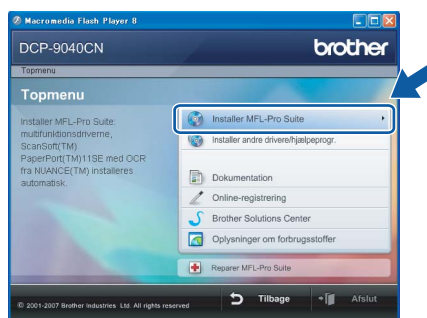 Macromedia Flash Player 8
DCP-9040CN
brother
Topmenu
Topmenu
Installer MFL-Pro Suite
multifunktionsdriverne,
ScanSoft(TM)
PaperPort(TM)11SE med OCR
fra NUANCE(TM) installeres
automatisk.
Installer MFL-Pro Suite
Installer andre drivere/hjælpeprogr.
Dokumentation
Online-registrering
Brother Solutions Center
Oplysninger om forbrugsstoffer
Reparer MFL-Pro Suite
© 2001-2007 Brother Industries Ltd. All rights reserved
Tilbage
Afslut